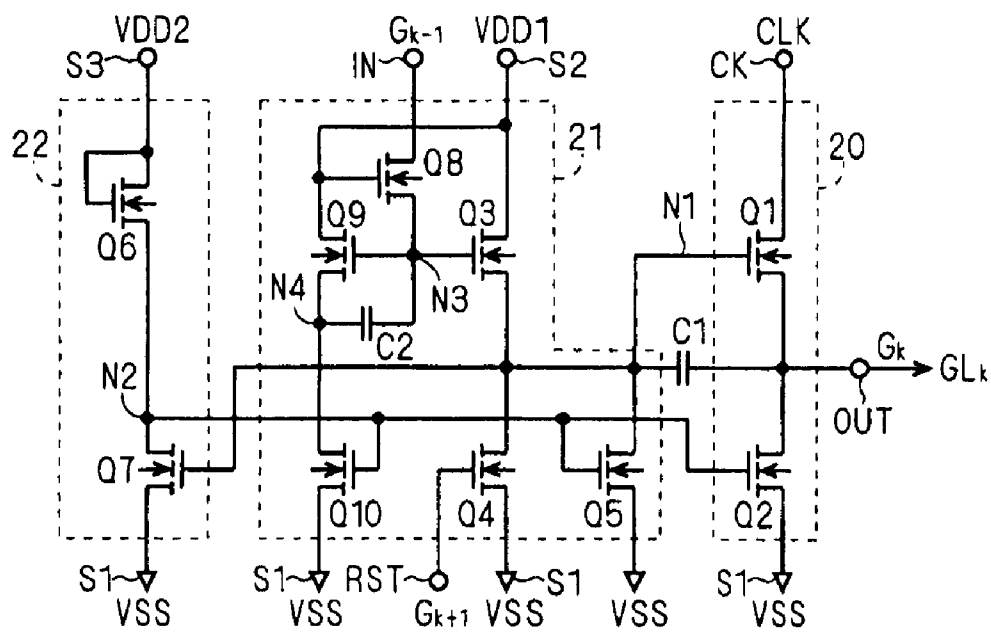 VDD2 Gk-1 VDD1 CLK
S3 IN S2 CK
22 21 20
Q8
Q6 Q9 Q3 N1 Q1
N4 N3
C2 C1 Gk GLk
N2 OUT
Q7 Q10 Q4 Q5 Q2
S1 S1 RST S1 S1
VSS VSS Gk+1 VSS VSS VSS